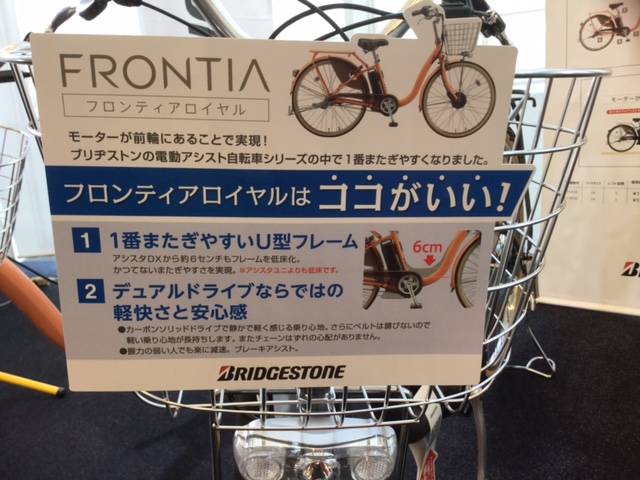 FRONTIA
フロンティアロイヤル
モーターが前輪にあることで実現！
ブリヂストンの電動アシスト自転車シリーズの中で1番またぎやすくなりました。
フロンティアロイヤルはココがいい！
1 1番またぎやすいU型フレーム
アシスタDXから約6センチもフレームを低床化。
かつてないまたぎやすさを実現。※アシスタユニよりも低床です。
6cm
2 デュアルドライブならではの
軽快さと安心感
●カーボンソリッドドライブで静かで軽く感じる乗り心地。さらにベルトは錆びないので
軽い乗り心地が長持ちします。またチェーンはずれの心配がありません。
●握力の弱い人でも楽に減速。ブレーキアシスト。
BRIDGESTONE
モーターが